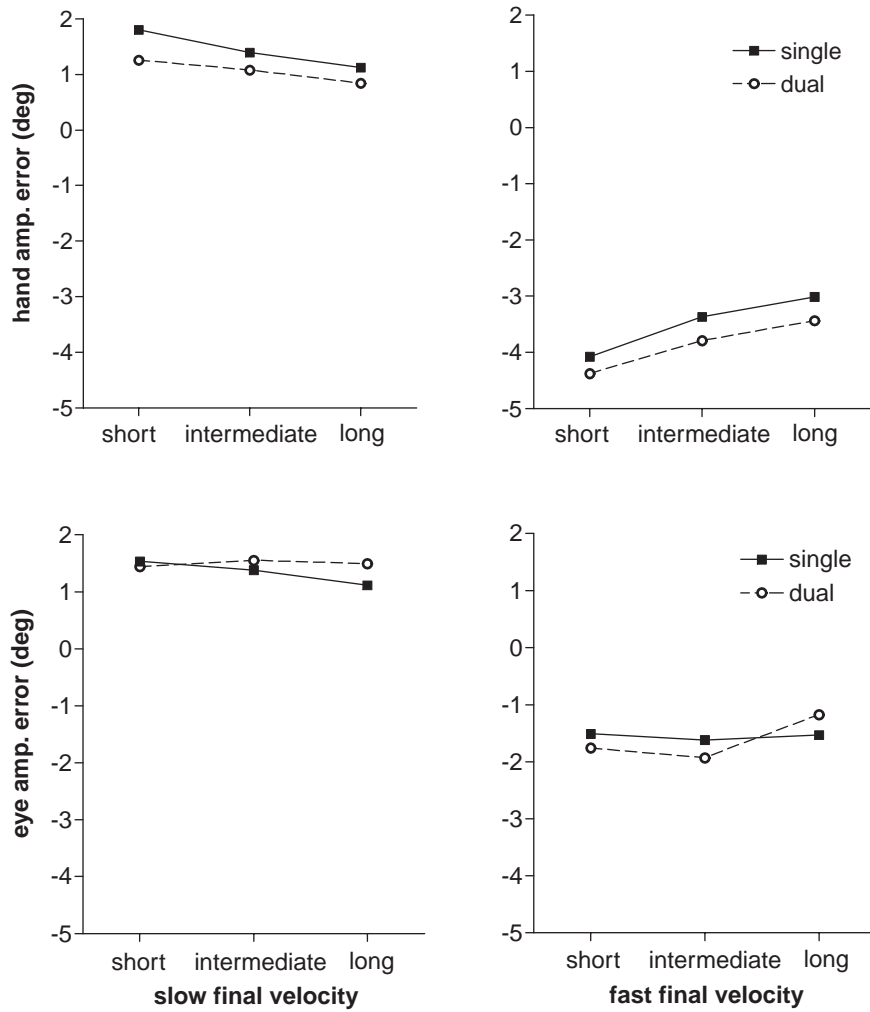 hand amp. error (deg)
2
1
0
-1
-2
-3
-4
-5
short intermediate long
2
1
0
-1
-2
-3
-4
-5
single
dual
short intermediate long
eye amp. error (deg)
2
1
0
-1
-2
-3
-4
-5
short intermediate long
slow final velocity
2
1
0
-1
-2
-3
-4
-5
single
dual
short intermediate long
fast final velocity